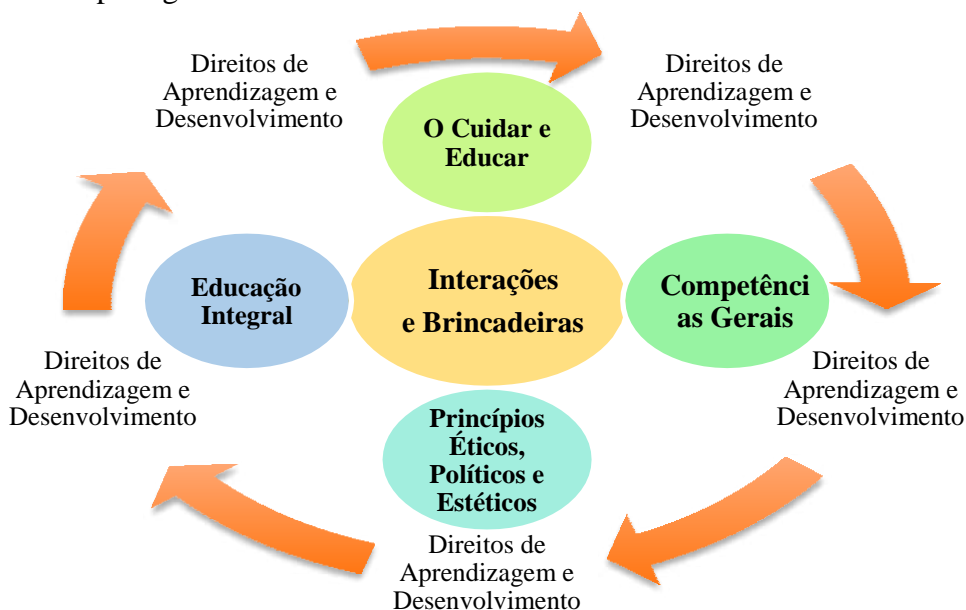 Direitos de
Aprendizagem e
Desenvolvimento
O Cuidar e
Educar
Direitos de
Aprendizagem e
Desenvolvimento
Educação
Integral
Interações
e Brincadeiras
Competênci
as Gerais
Direitos de
Aprendizagem e
Desenvolvimento
Direitos de
Aprendizagem e
Desenvolvimento
Princípios
Éticos,
Políticos e
Estéticos
Direitos de
Aprendizagem e
Desenvolvimento